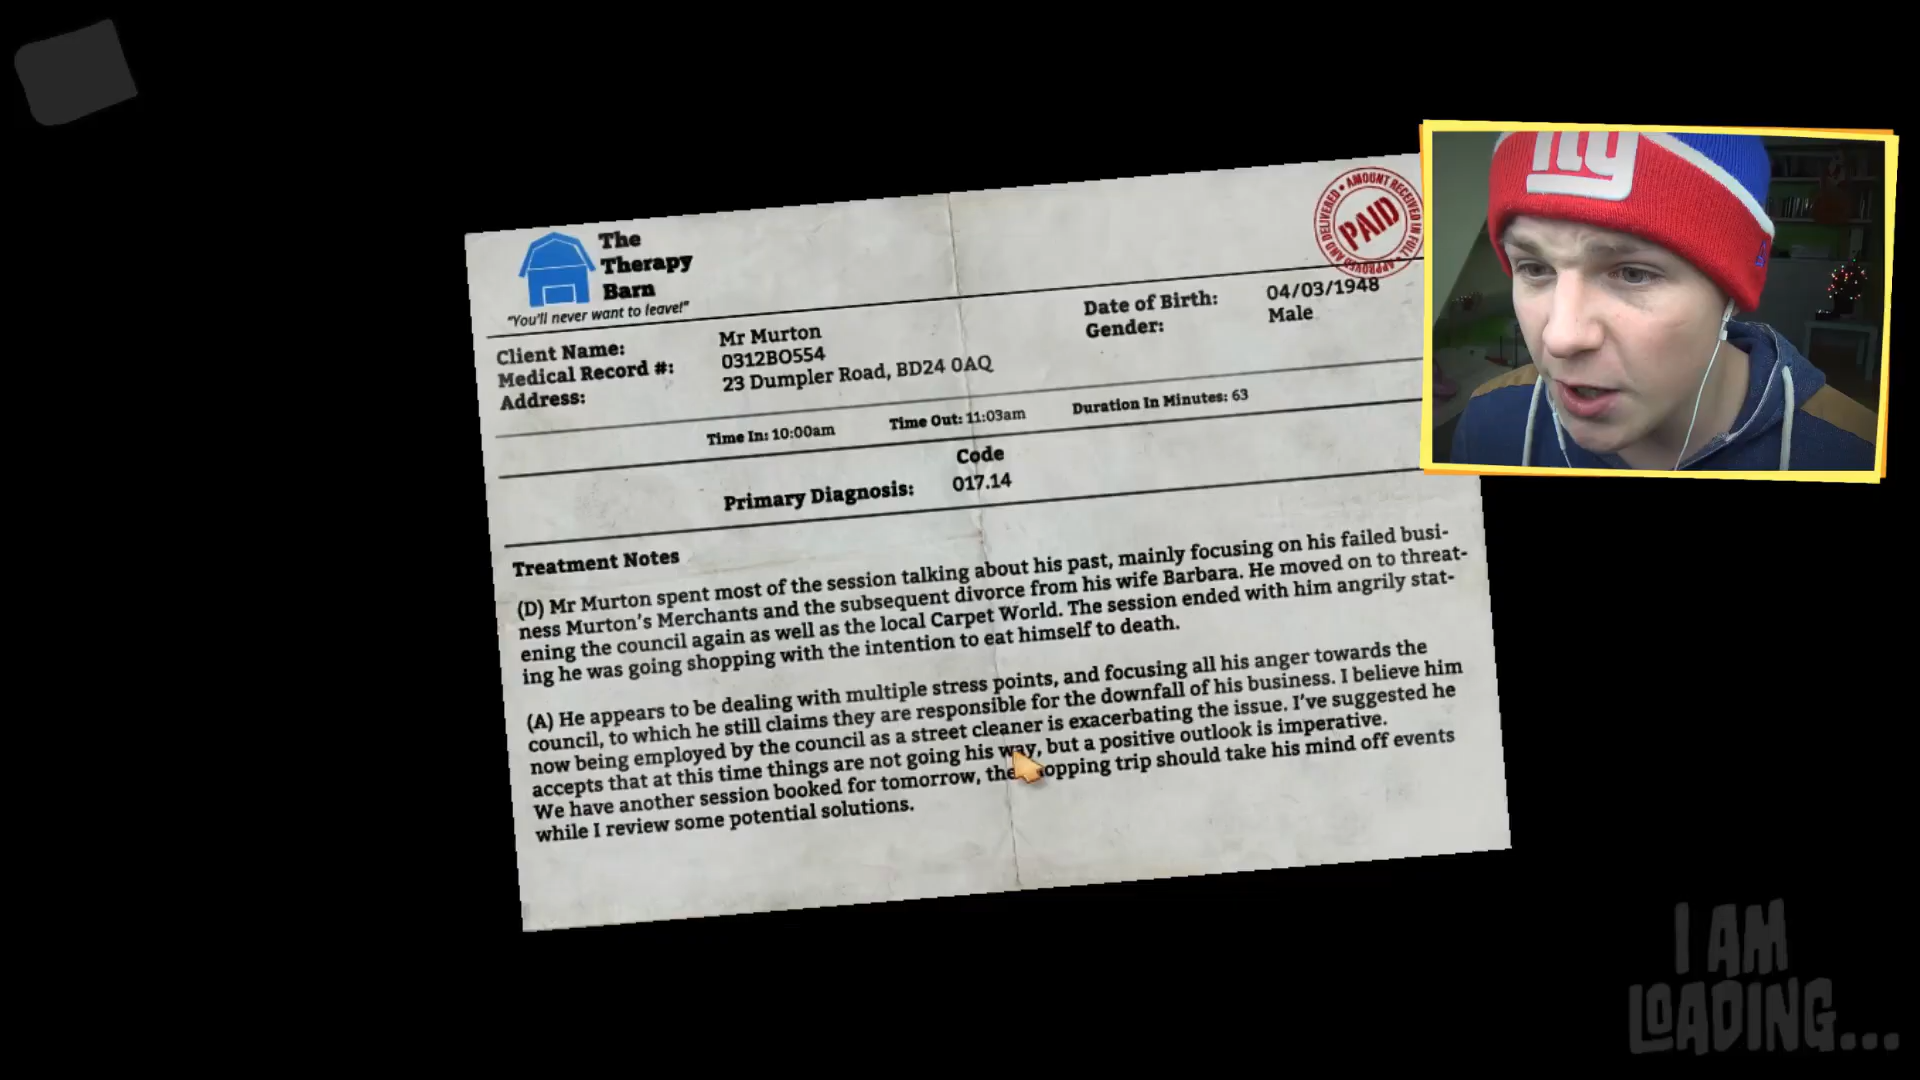 The
Therapy
Barn
"You'll never want to leave!"
AMOUNT RECEIVED IN FULL • APPROVED AND DELIVERED •
PAID
Client Name: Mr Murton
Medical Record #: 0312BO554
Address: 23 Dumpler Road, BD24 0AQ
Date of Birth: 04/03/1948
Gender: Male
Time In: 10:00am Time Out: 11:03am Duration In Minutes: 63
Code
Primary Diagnosis: 017.14
Treatment Notes
(D) Mr Murton spent most of the session talking about his past, mainly focusing on his failed busi-
ness Murton's Merchants and the subsequent divorce from his wife Barbara. He moved on to threat-
ening the council again as well as the local Carpet World. The session ended with him angrily stat-
ing he was going shopping with the intention to eat himself to death.
(A) He appears to be dealing with multiple stress points, and focusing all his anger towards the
council, to which he still claims they are responsible for the downfall of his business. I believe him
now being employed by the council as a street cleaner is exacerbating the issue. I've suggested he
accepts that at this time things are not going his way, but a positive outlook is imperative.
We have another session booked for tomorrow, the shopping trip should take his mind off events
while I review some potential solutions.
ny
I AM
LOADING...